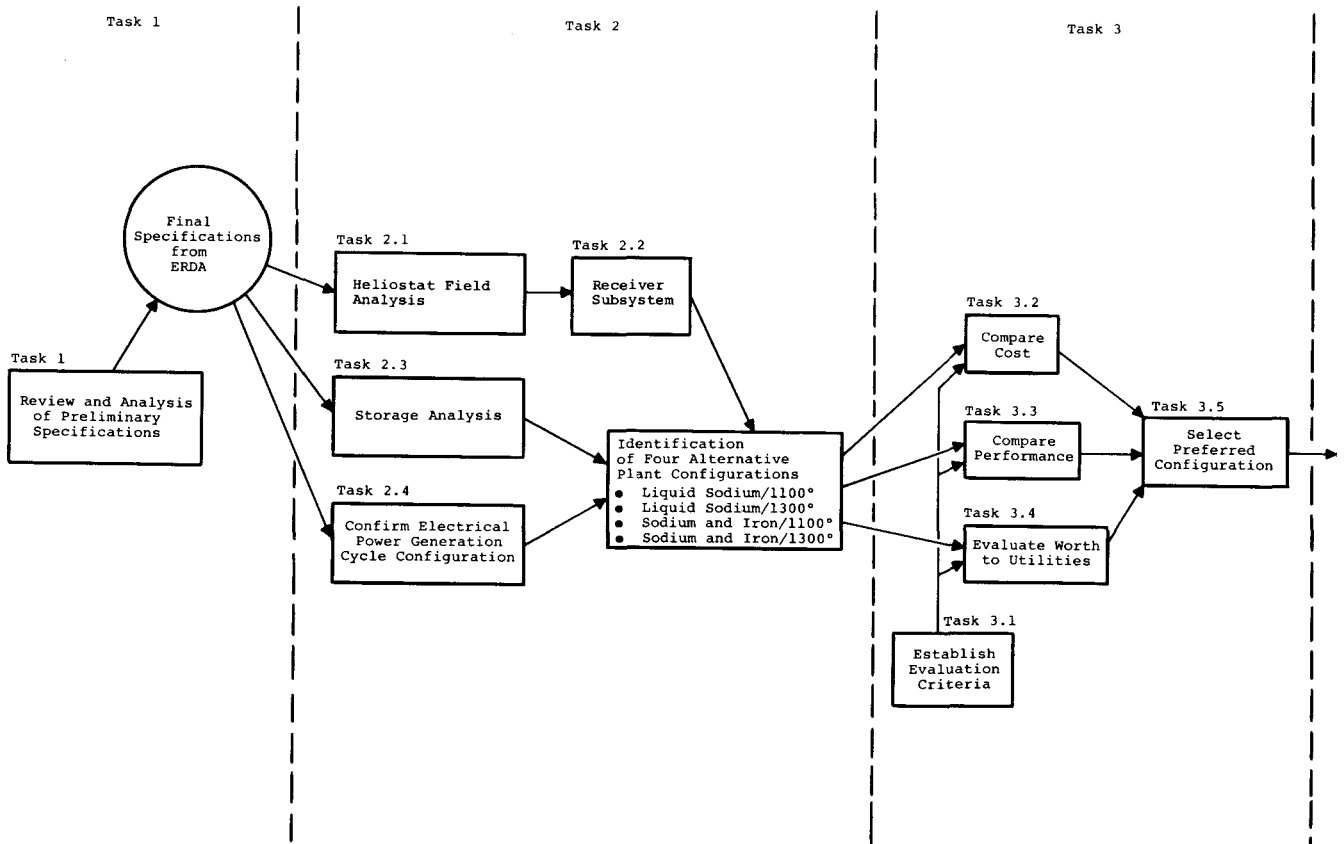 Task 1
Task 2
Task 3
Final
Specifications
from
ERDA
Task 1
Review and Analysis
of Preliminary
Specifications
Task 2.1
Heliostat Field
Analysis
Task 2.2
Receiver
Subsystem
Task 2.3
Storage Analysis
Task 2.4
Confirm Electrical
Power Generation
Cycle Configuration
Identification
of Four Alternative
Plant Configurations
● Liquid Sodium/1100°
● Liquid Sodium/1300°
● Sodium and Iron/1100°
● Sodium and Iron/1300°
Task 3.2
Compare
Cost
Task 3.3
Compare
Performance
Task 3.4
Evaluate Worth
to Utilities
Task 3.1
Establish
Evaluation
Criteria
Task 3.5
Select
Preferred
Configuration